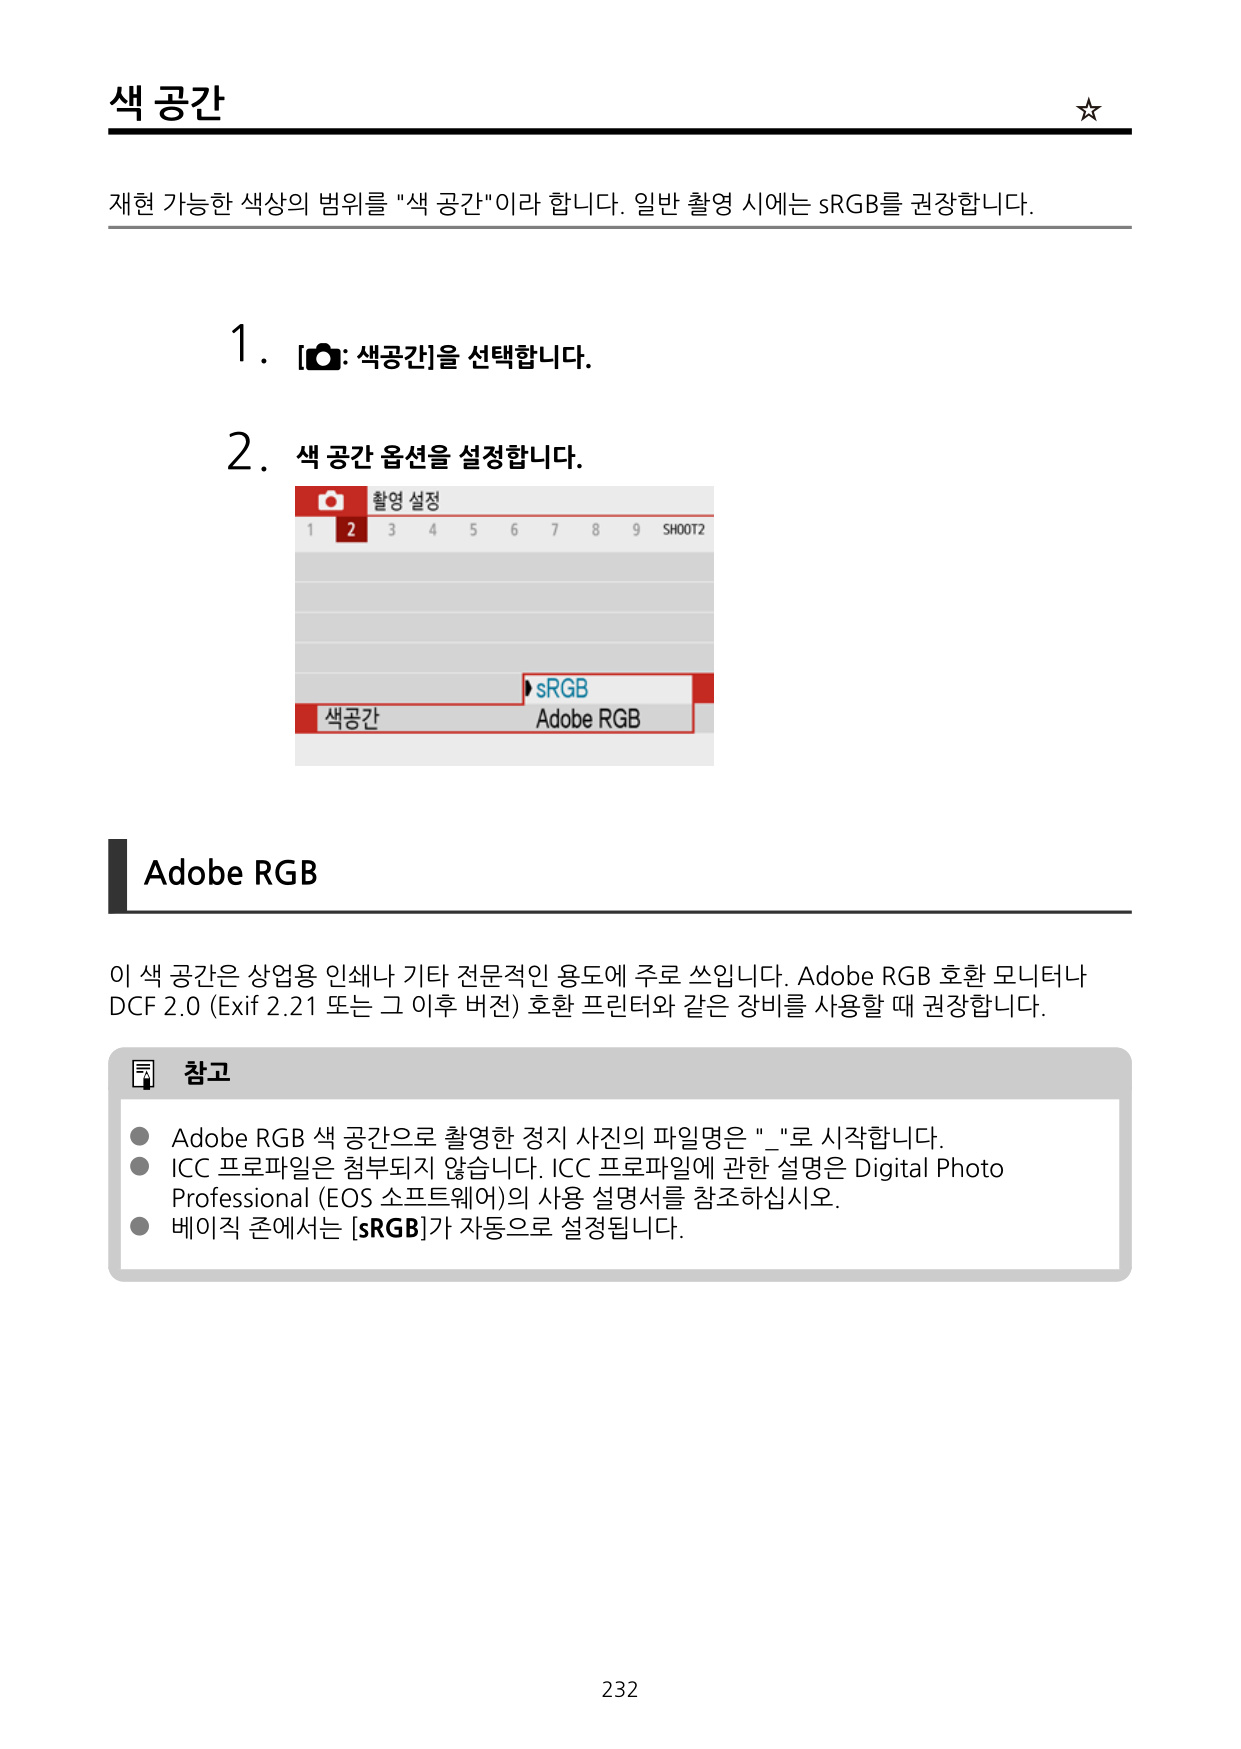 색 공간 ☆
재현 가능한 색상의 범위를 "색 공간"이라 합니다. 일반 촬영 시에는 sRGB를 권장합니다.
1. [: 색공간]을 선택합니다.
2. 색 공간 옵션을 설정합니다.
촬영 설정
1 2 3 4 5 6 7 8 9 SHOOT2
sRGB
색공간 Adobe RGB
Adobe RGB
이 색 공간은 상업용 인쇄나 기타 전문적인 용도에 주로 쓰입니다. Adobe RGB 호환 모니터나
DCF 2.0 (Exif 2.21 또는 그 이후 버전) 호환 프린터와 같은 장비를 사용할 때 권장합니다.
참고
● Adobe RGB 색 공간으로 촬영한 정지 사진의 파일명은 "_"로 시작합니다.
● ICC 프로파일은 첨부되지 않습니다. ICC 프로파일에 관한 설명은 Digital Photo
Professional (EOS 소프트웨어)의 사용 설명서를 참조하십시오.
● 베이직 존에서는 [sRGB]가 자동으로 설정됩니다.
232